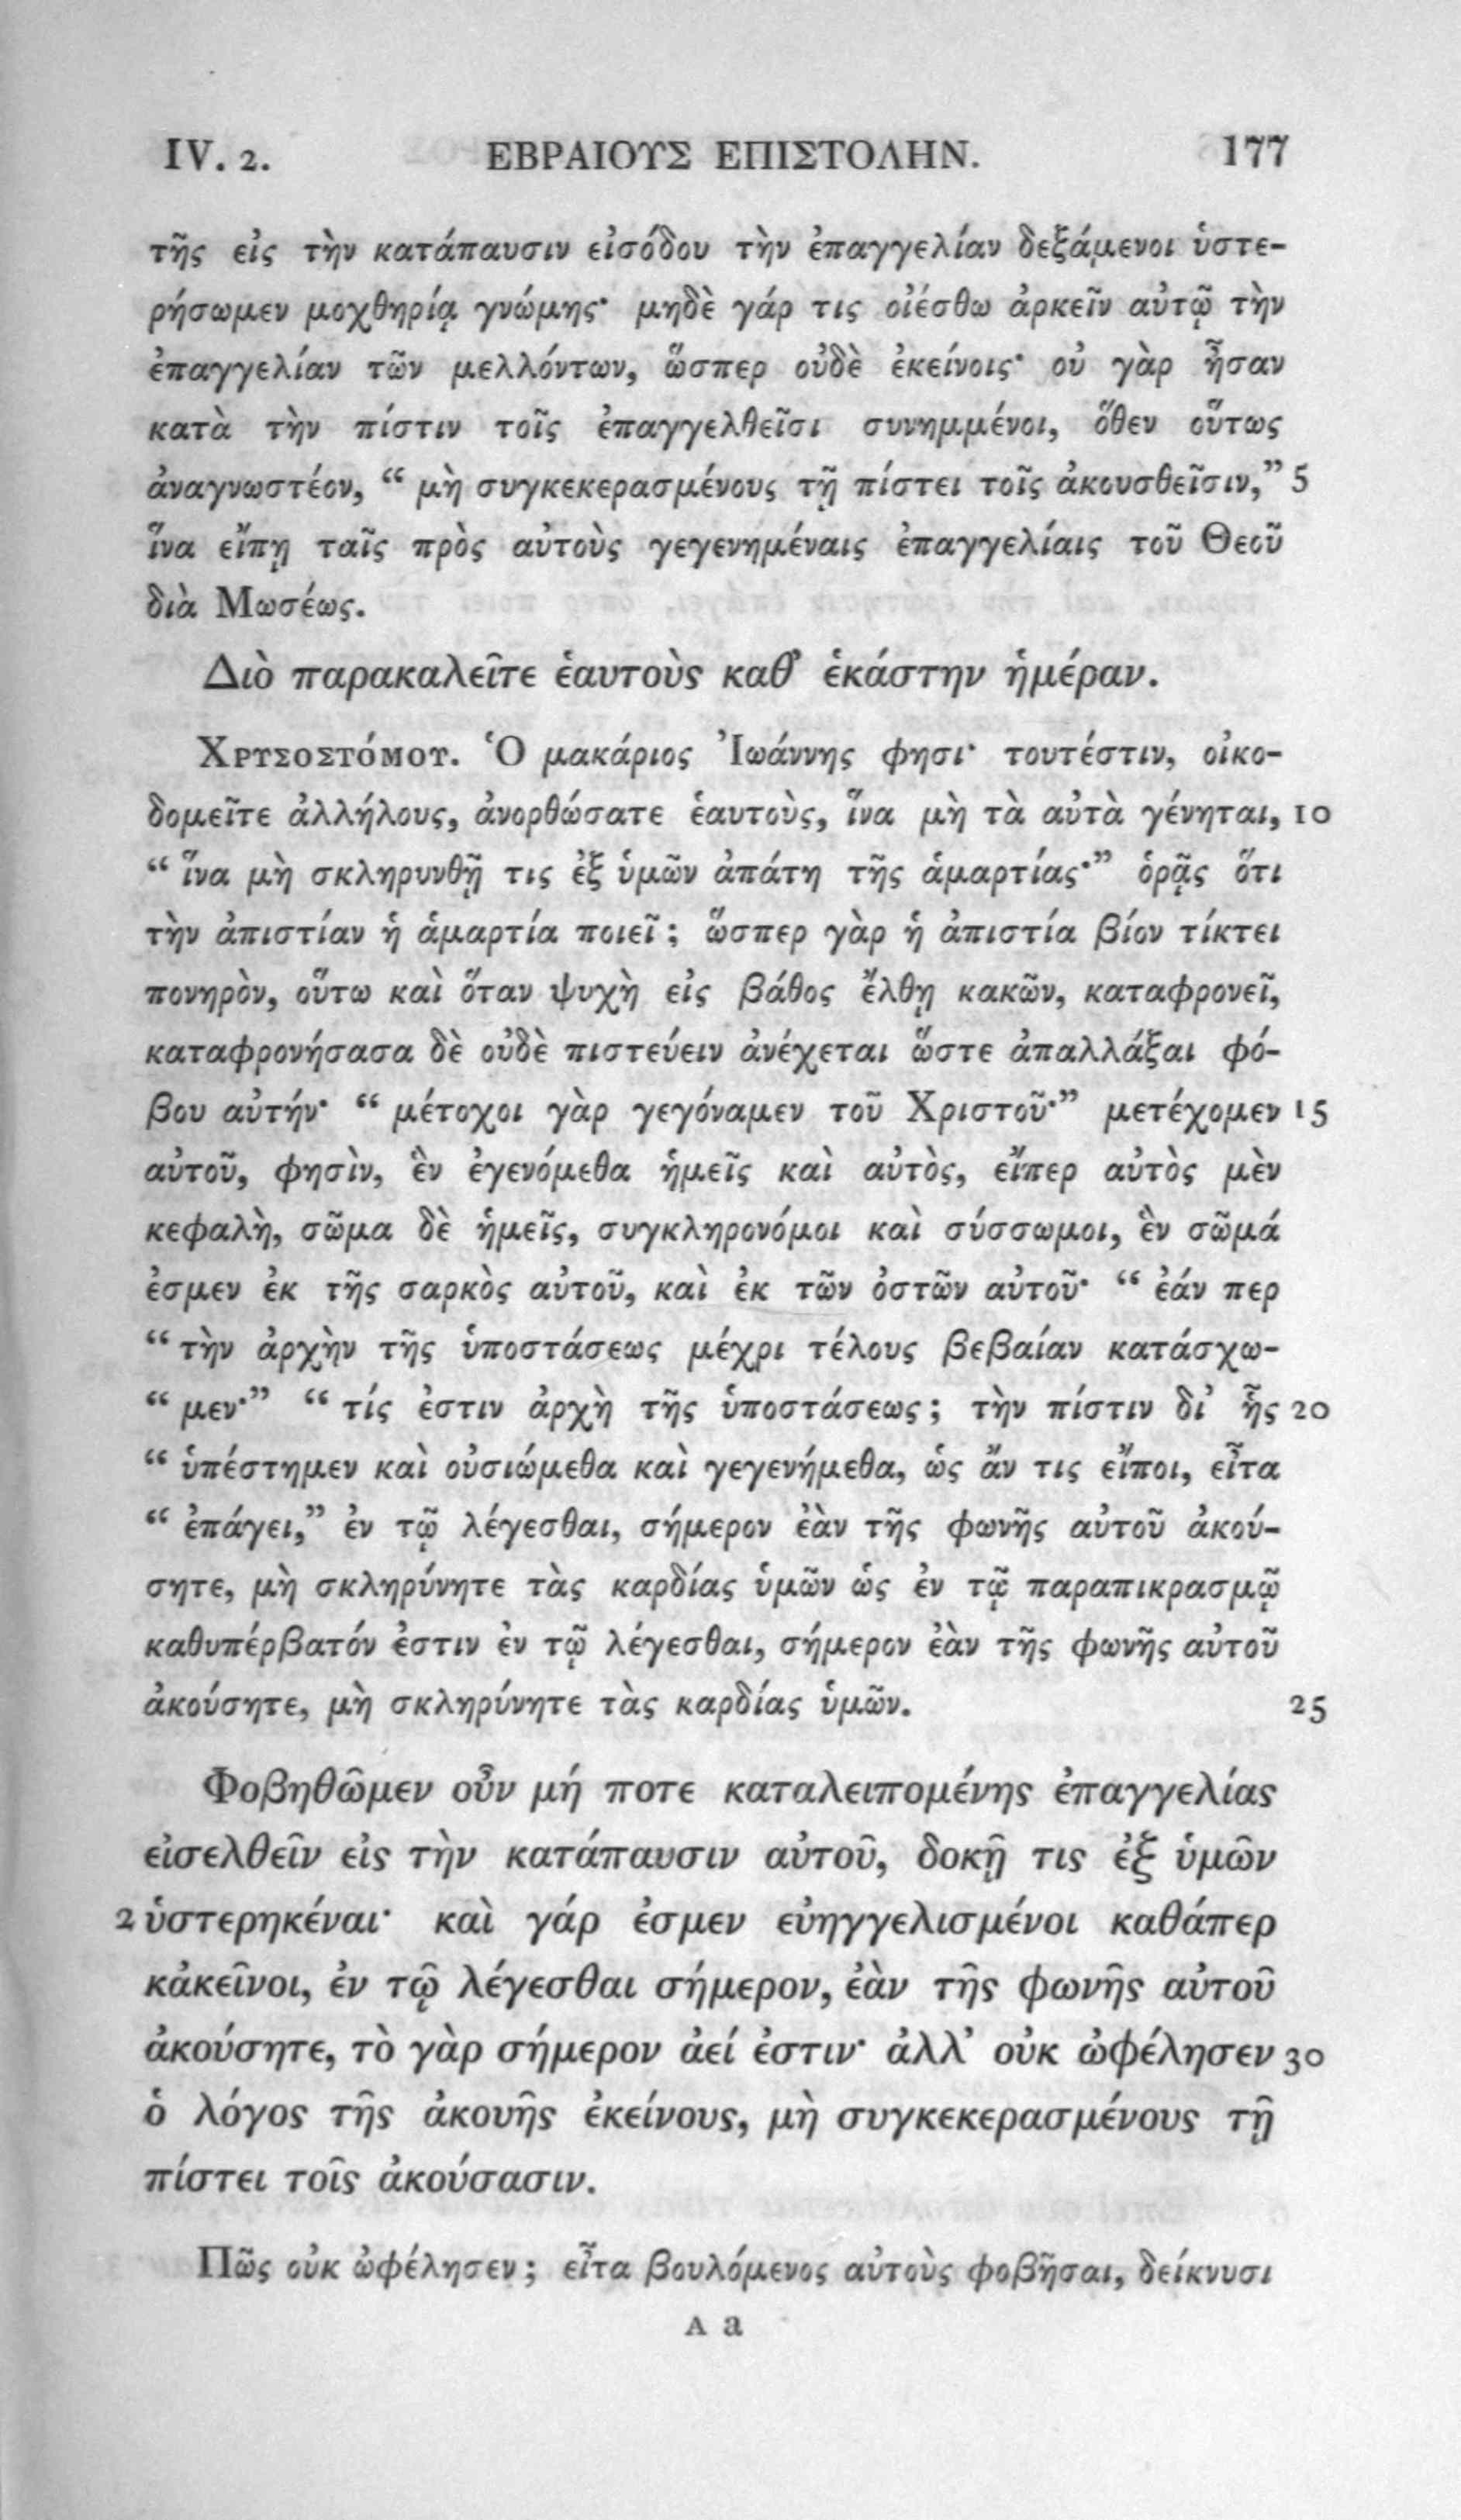 IV. 2. ΕΒΡΑΙΟΥΣ ΕΠΙΣΤΟΛΗΝ. 177
τῆς εἰς τὴν κατάπαυσιν εἰσόδου τὴν ἐπαγγελίαν δεξάμενοι ὑστε-
ρήσωμεν μοχθηρίᾳ γνώμης· μηδὲ γάρ τις οἰέσθω ἀρκεῖν αὐτῷ τὴν
ἐπαγγελίαν τῶν μελλόντων, ὥσπερ οὐδὲ ἐκείνοις· οὐ γὰρ ἦσαν
κατὰ τὴν πίστιν τοῖς ἐπαγγελθεῖσι συνημμένοι, ὅθεν οὕτως
ἀναγνωστέον, “ μὴ συγκεκερασμένους τῇ πίστει τοῖς ἀκουσθεῖσιν,” 5
ἵνα εἴπῃ ταῖς πρὸς αὐτοὺς γεγενημέναις ἐπαγγελίαις τοῦ Θεοῦ
διὰ Μωσέως.
Διὸ παρακαλεῖτε ἑαυτοὺς καθ’ ἑκάστην ἡμέραν.
ΧΡΥΣΟΣΤΌΜΟΥ. Ὁ μακάριος Ἰωάννης φησι· τουτέστιν, οἰκο-
δομεῖτε ἀλλήλους, ἀνορθώσατε ἑαυτοὺς, ἵνα μὴ τὰ αὐτὰ γένηται, 10
“ ἵνα μὴ σκληρυνθῇ τις ἐξ ὑμῶν ἀπάτη τῆς ἁμαρτίας·” ὁρᾷς ὅτι
τὴν ἀπιστίαν ἡ ἁμαρτία ποιεῖ ; ὥσπερ γὰρ ἡ ἀπιστία βίον τίκτει
πονηρὸν, οὕτω καὶ ὅταν ψυχὴ εἰς βάθος ἔλθῃ κακῶν, καταφρονεῖ,
καταφρονήσασα δὲ οὐδὲ πιστεύειν ἀνέχεται ὥστε ἀπαλλάξαι φό-
βου αὐτήν· “ μέτοχοι γὰρ γεγόναμεν τοῦ Χριστοῦ·” μετέχομεν 15
αὐτοῦ, φησὶν, ἓν ἐγενόμεθα ἡμεῖς καὶ αὐτὸς, εἴπερ αὐτὸς μὲν
κεφαλὴ, σῶμα δὲ ἡμεῖς, συγκληρονόμοι καὶ σύσσωμοι, ἓν σῶμά
ἐσμεν ἐκ τῆς σαρκὸς αὐτοῦ, καὶ ἐκ τῶν ὀστῶν αὐτοῦ· “ ἐάν περ
“ τὴν ἀρχὴν τῆς ὑποστάσεως μέχρι τέλους βεβαίαν κατάσχω-
“ μεν·” “ τίς ἐστιν ἀρχὴ τῆς ὑποστάσεως ; τὴν πίστιν δι’ ἧς 20
“ ὑπέστημεν καὶ οὐσιώμεθα καὶ γεγενήμεθα, ὡς ἄν τις εἴποι, εἶτα
“ ἐπάγει,” ἐν τῷ λέγεσθαι, σήμερον ἐὰν τῆς φωνῆς αὐτοῦ ἀκού-
σητε, μὴ σκληρύνητε τὰς καρδίας ὑμῶν ὡς ἐν τῷ παραπικρασμῷ
καθυπέρβατόν ἐστιν ἐν τῷ λέγεσθαι, σήμερον ἐὰν τῆς φωνῆς αὐτοῦ
ἀκούσητε, μὴ σκληρύνητε τὰς καρδίας ὑμῶν. 25
Φοβηθῶμεν οὖν μή ποτε καταλειπομένης ἐπαγγελίας
εἰσελθεῖν εἰς τὴν κατάπαυσιν αὐτοῦ, δοκῇ τις ἐξ ὑμῶν
2 ὑστερηκέναι· καὶ γάρ ἐσμεν εὐηγγελισμένοι καθάπερ
κἀκεῖνοι, ἐν τῷ λέγεσθαι σήμερον, ἐὰν τῆς φωνῆς αὐτοῦ
ἀκούσητε, τὸ γὰρ σήμερον ἀεί ἐστιν· ἀλλ’ οὐκ ὠφέλησεν 30
ὁ λόγος τῆς ἀκουῆς ἐκείνους, μὴ συγκεκερασμένους τῇ
πίστει τοῖς ἀκούσασιν.
Πῶς οὐκ ὠφέλησεν ; εἶτα βουλόμενος αὐτοὺς φοβῆσαι, δείκνυσι
A a